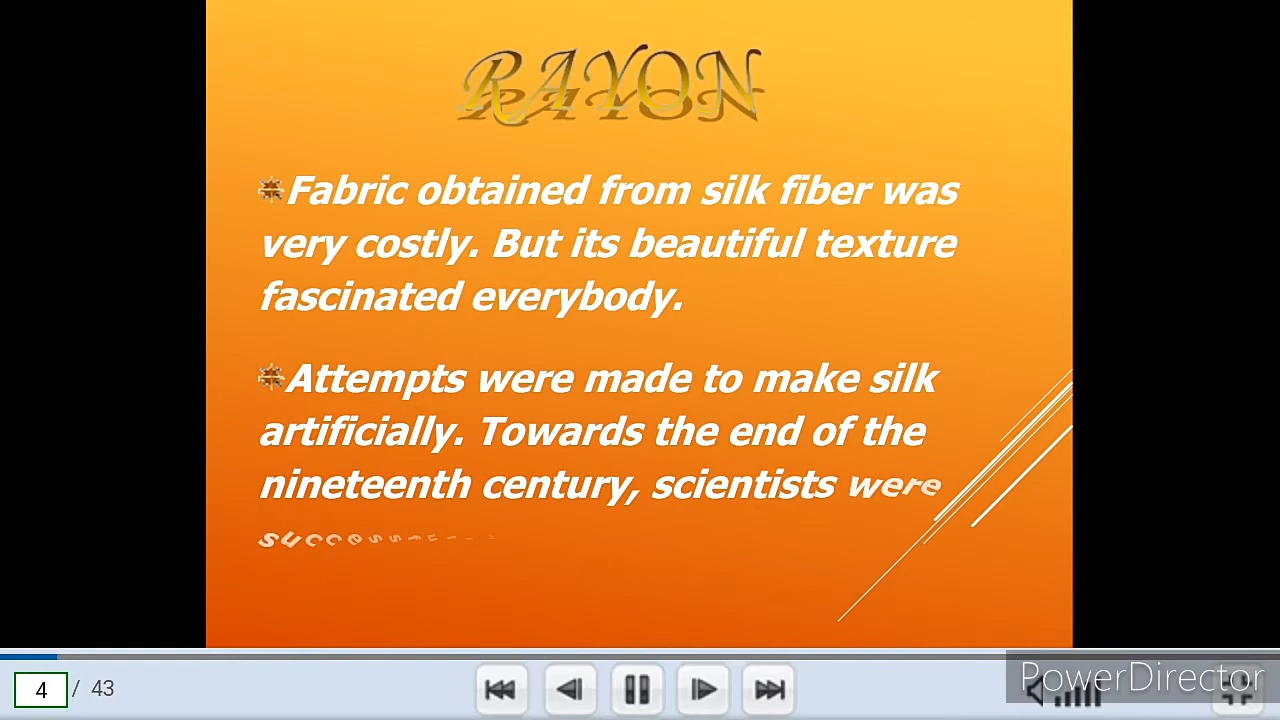 RAYON
Fabric obtained from silk fiber was
very costly. But its beautiful texture
fascinated everybody.
Attempts were made to make silk
artificially. Towards the end of the
nineteenth century, scientists were
4 / 43
PowerDirector